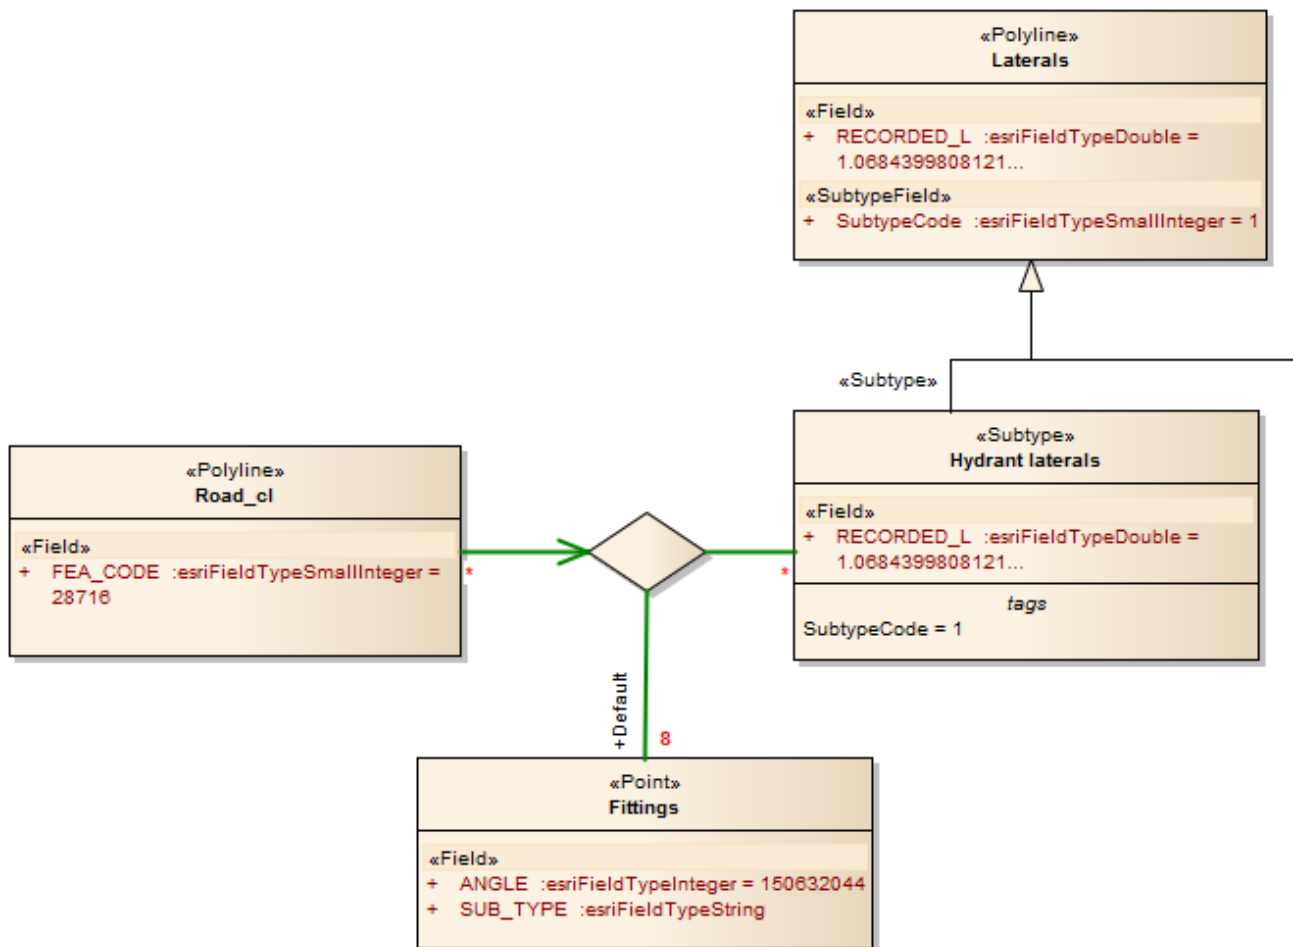 «Polyline»
Laterals
«Field»
+ RECORDED_L :esriFieldTypeDouble =
1.0684399808121...
«SubtypeField»
+ SubtypeCode :esriFieldTypeSmallInteger = 1
«Subtype»
«Subtype»
Hydrant laterals
«Field»
+ RECORDED_L :esriFieldTypeDouble =
1.0684399808121...
tags
SubtypeCode = 1
«Polyline»
Road_cl
«Field»
+ FEA_CODE :esriFieldTypeSmallInteger =
28716
*
*
+Default
8
«Point»
Fittings
«Field»
+ ANGLE :esriFieldTypeInteger = 150632044
+ SUB_TYPE :esriFieldTypeString